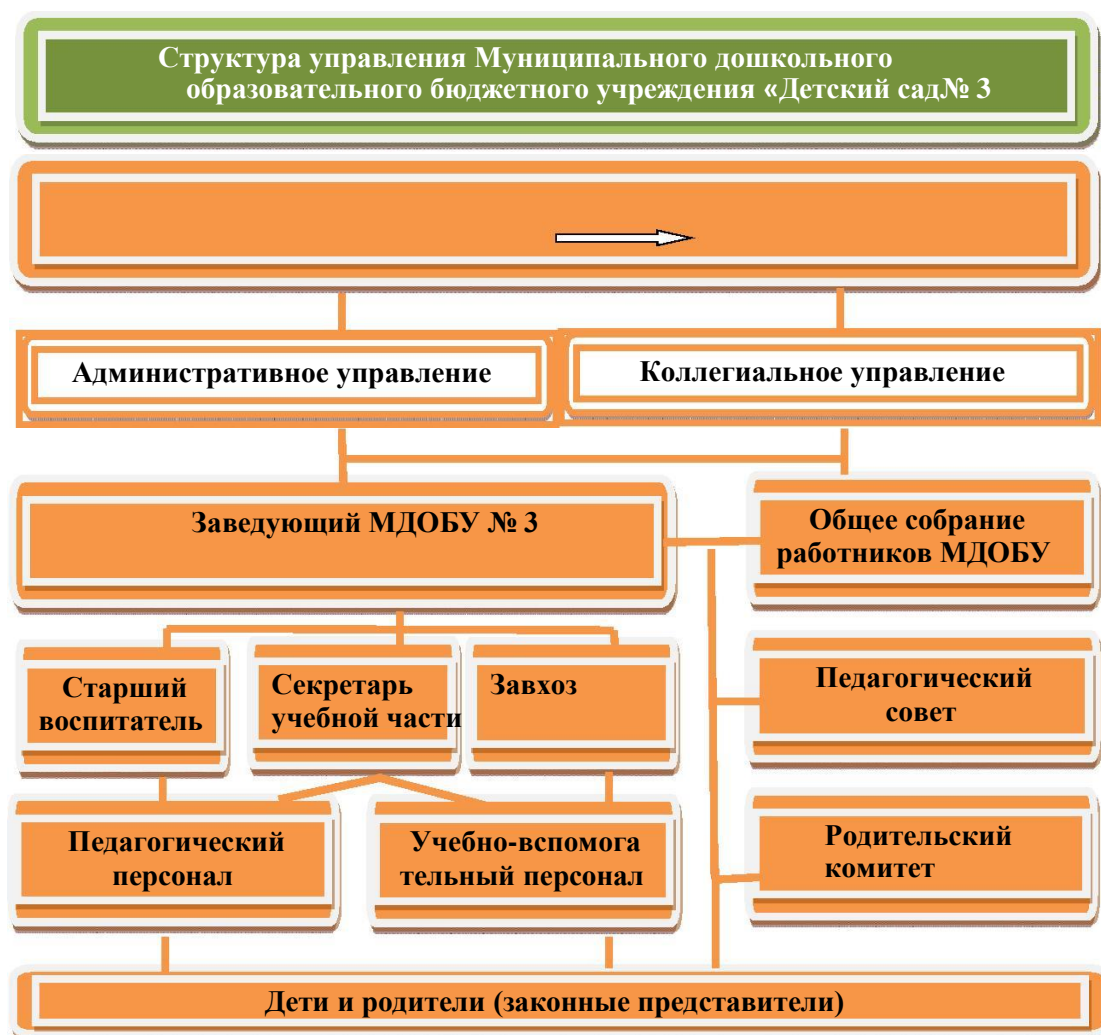 Структура управления Муниципального дошкольного
образовательного бюджетного учреждения «Детский сад№ 3
Административное управление
Коллегиальное управление
Заведующий МДОБУ № 3
Общее собрание
работников МДОБУ
Старший
воспитатель
Секретарь
учебной части
Завхоз
Педагогический
совет
Педагогический
персонал
Учебно-вспомога
тельный персонал
Родительский
комитет
Дети и родители (законные представители)